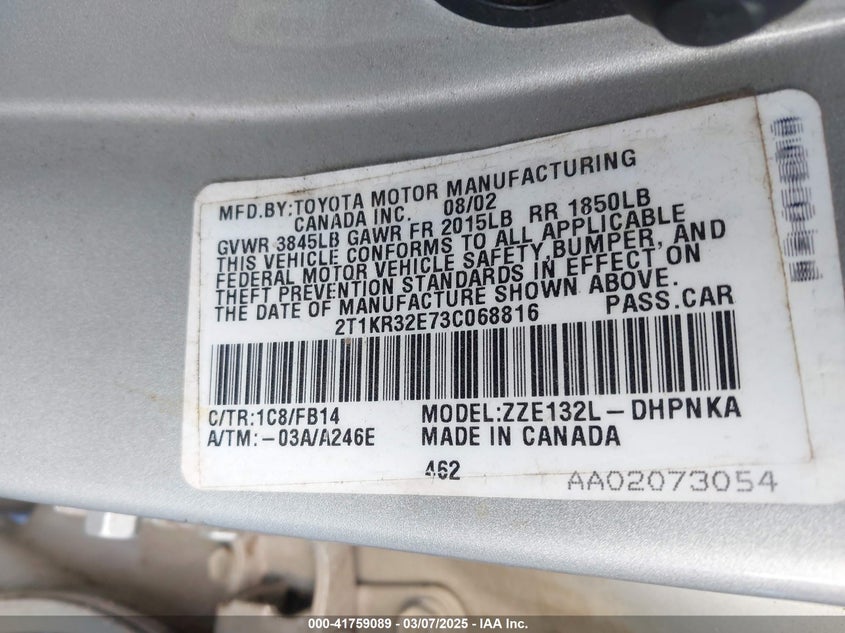 MFD.BY:TOYOTA MOTOR MANUFACTURING
CANADA INC. 08/02
GVWR 3845LB GAWR FR 2015LB RR 1850LB
THIS VEHICLE CONFORMS TO ALL APPLICABLE
FEDERAL MOTOR VEHICLE SAFETY,BUMPER, AND
THEFT PREVENTION STANDARDS IN EFFECT ON
THE DATE OF MANUFACTURE SHOWN ABOVE.
2T1KR32E73C068816 PASS.CAR
C/TR:1C8/FB14 MODEL:ZZE132L-DHPNKA
A/TM:-03A/A246E MADE IN CANADA
462
AA02073054
000-41759089 - 03/07/2025 - IAA Inc.